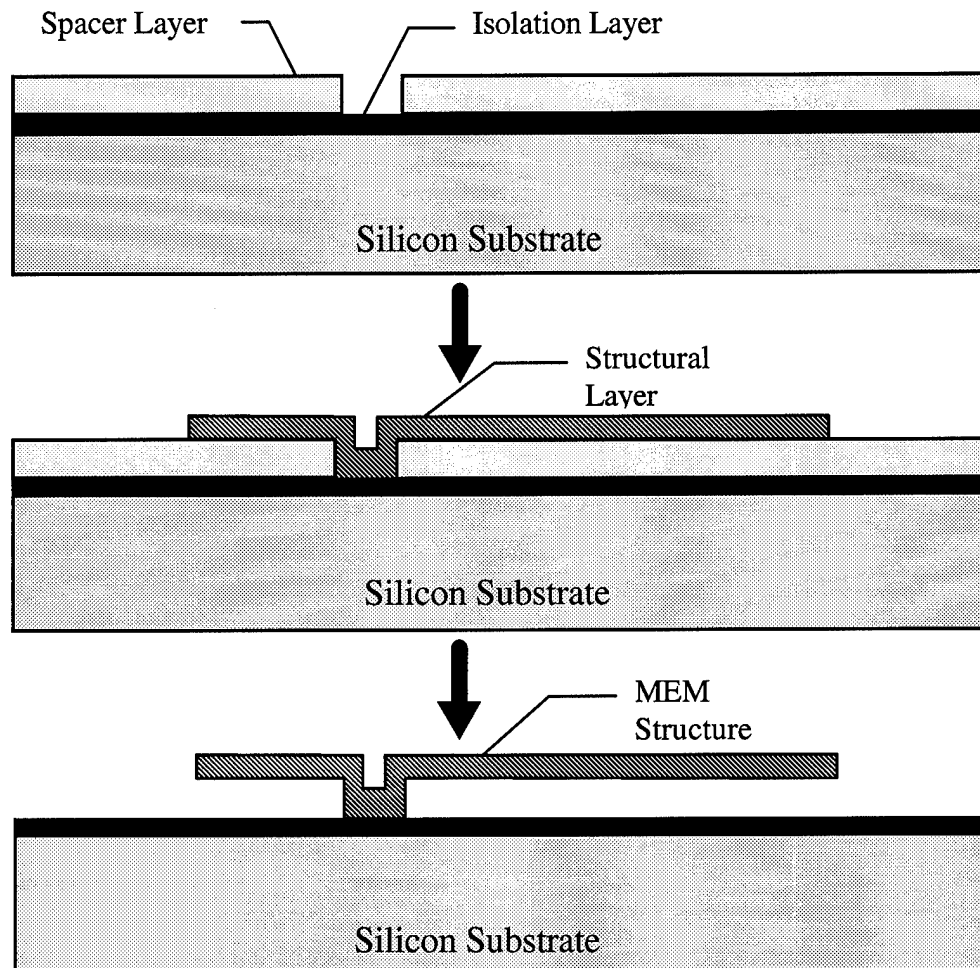 Spacer Layer
Isolation Layer
Silicon Substrate
Structural
Layer
Silicon Substrate
MEM
Structure
Silicon Substrate